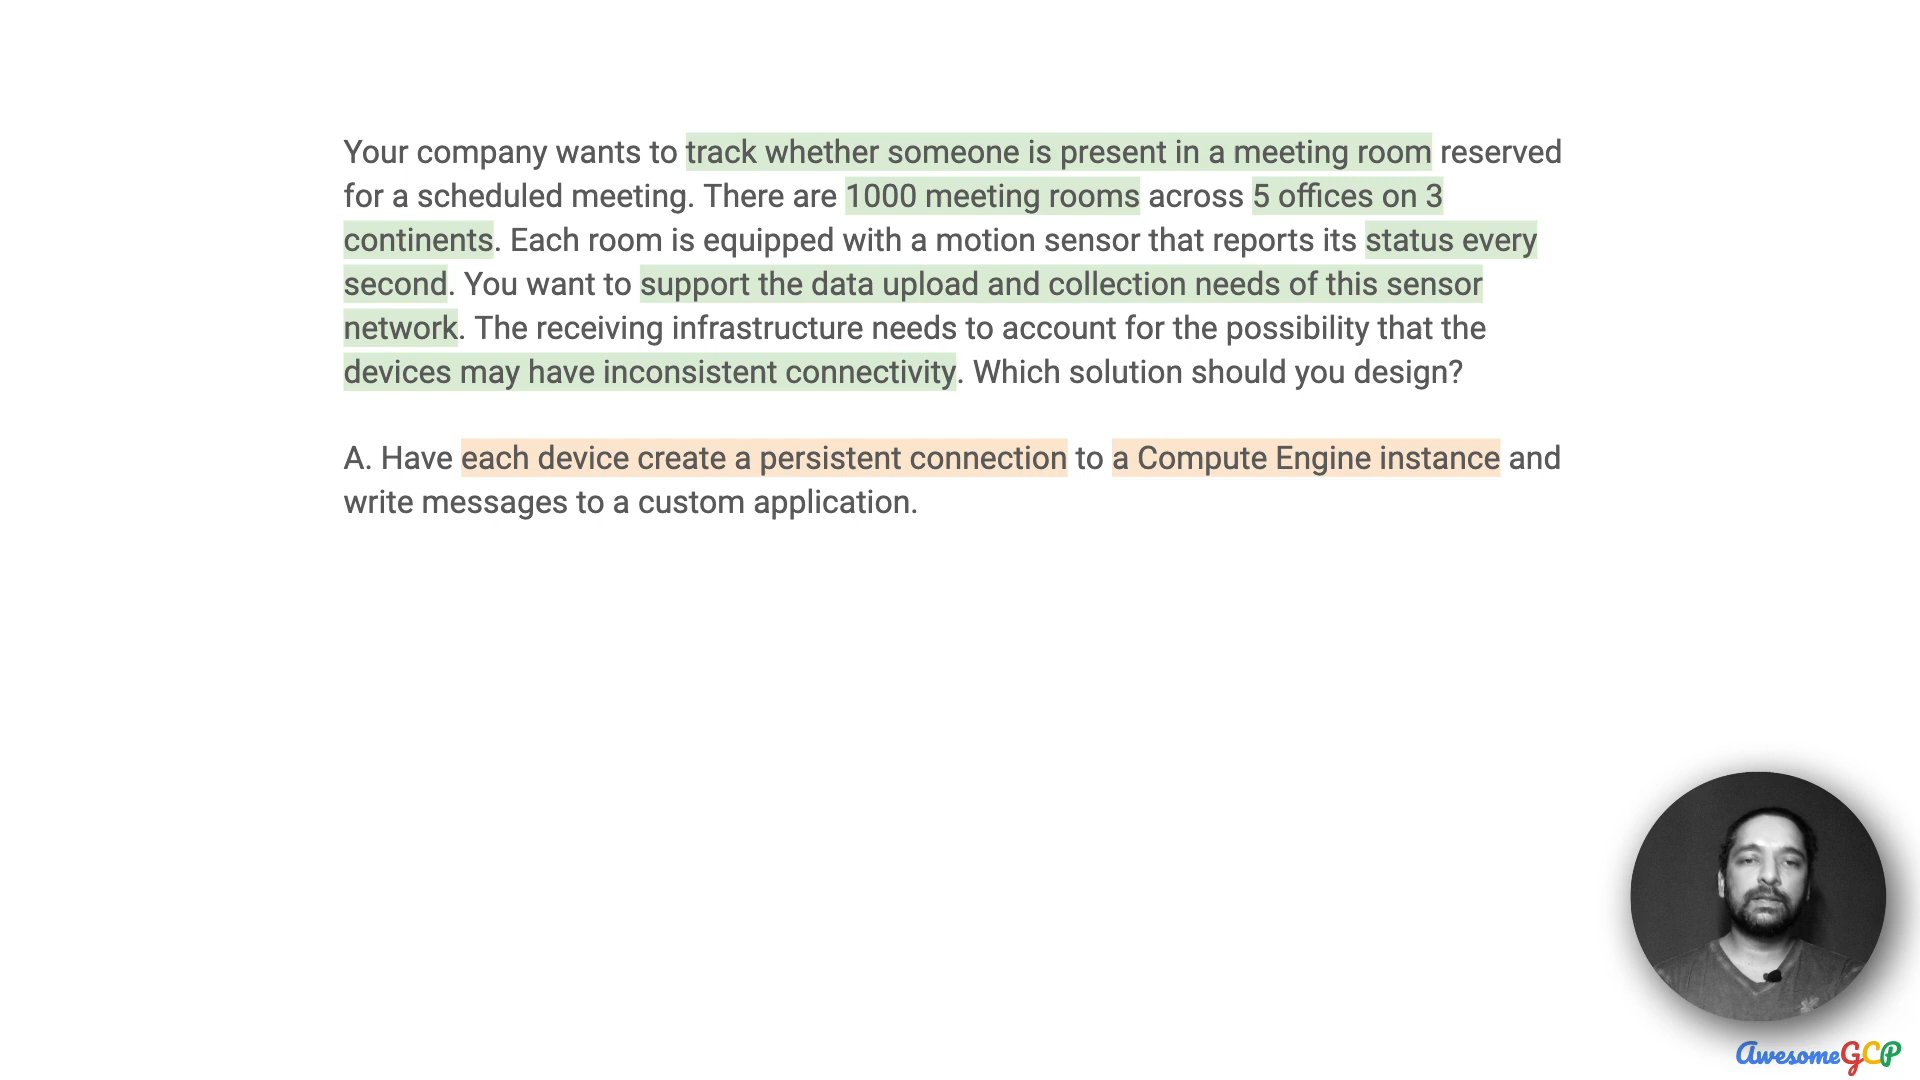 Your company wants to track whether someone is present in a meeting room reserved
for a scheduled meeting. There are 1000 meeting rooms across 5 offices on 3
continents. Each room is equipped with a motion sensor that reports its status every
second. You want to support the data upload and collection needs of this sensor
network. The receiving infrastructure needs to account for the possibility that the
devices may have inconsistent connectivity. Which solution should you design?
A. Have each device create a persistent connection to a Compute Engine instance and
write messages to a custom application.
AwesomeGCP